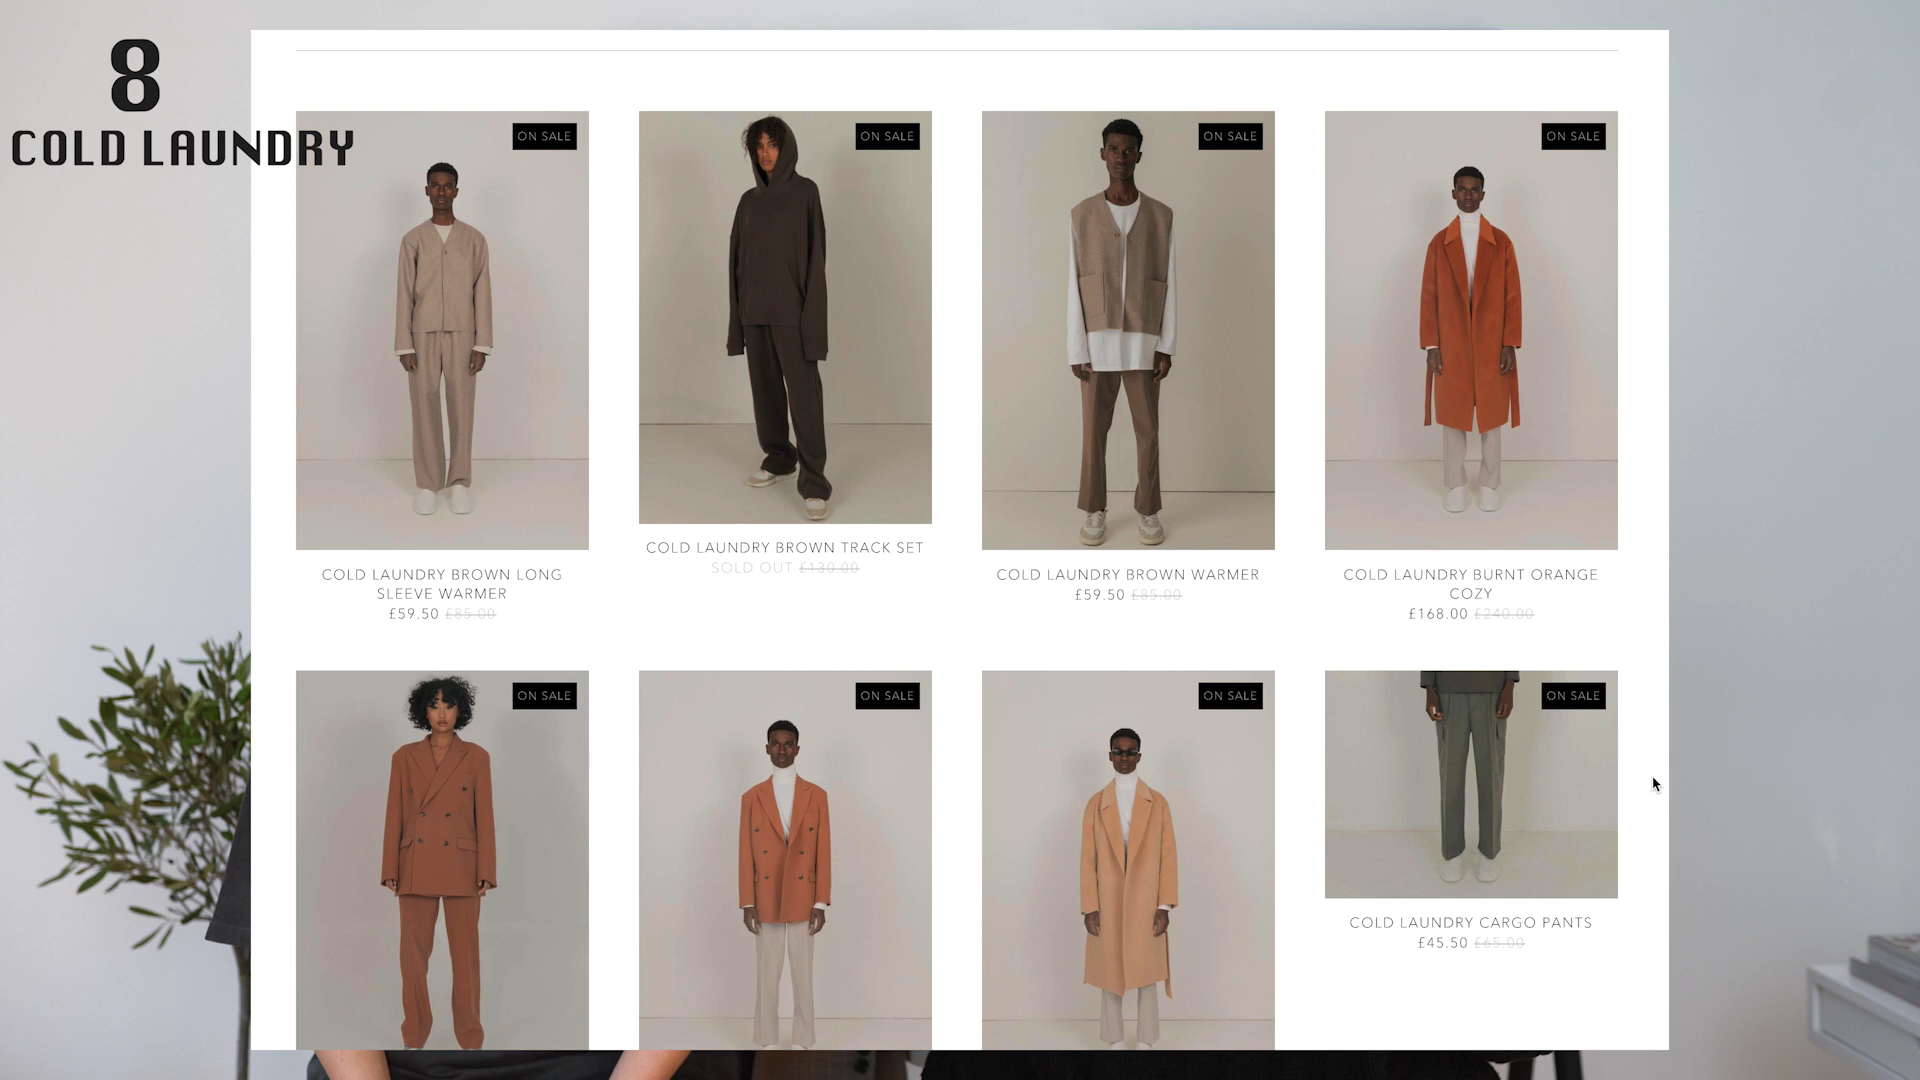 8
COLD LAUNDRY
ON SALE
ON SALE
ON SALE
ON SALE
COLD LAUNDRY BROWN LONG
SLEEVE WARMER
£59.50 £85.00
COLD LAUNDRY BROWN TRACK SET
SOLD OUT £130.00
COLD LAUNDRY BROWN WARMER
£59.50 £85.00
COLD LAUNDRY BURNT ORANGE
COZY
£168.00 £240.00
ON SALE
ON SALE
ON SALE
ON SALE
COLD LAUNDRY CARGO PANTS
£45.50 £65.00